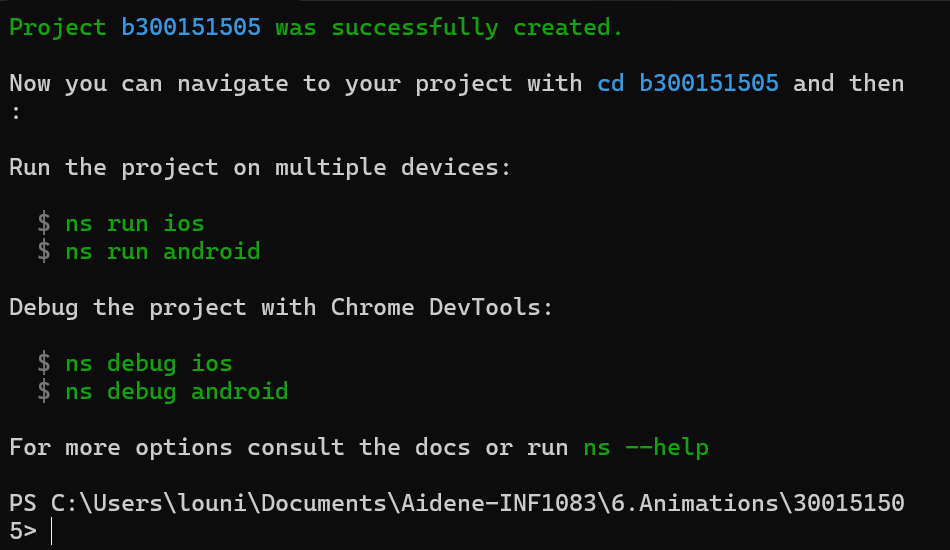 Project b300151505 was successfully created.
Now you can navigate to your project with cd b300151505 and then
:
Run the project on multiple devices:
$ ns run ios
$ ns run android
Debug the project with Chrome DevTools:
$ ns debug ios
$ ns debug android
For more options consult the docs or run ns --help
PS C:\Users\louni\Documents\Aidene-INF1083\6.Animations\30015150
5>